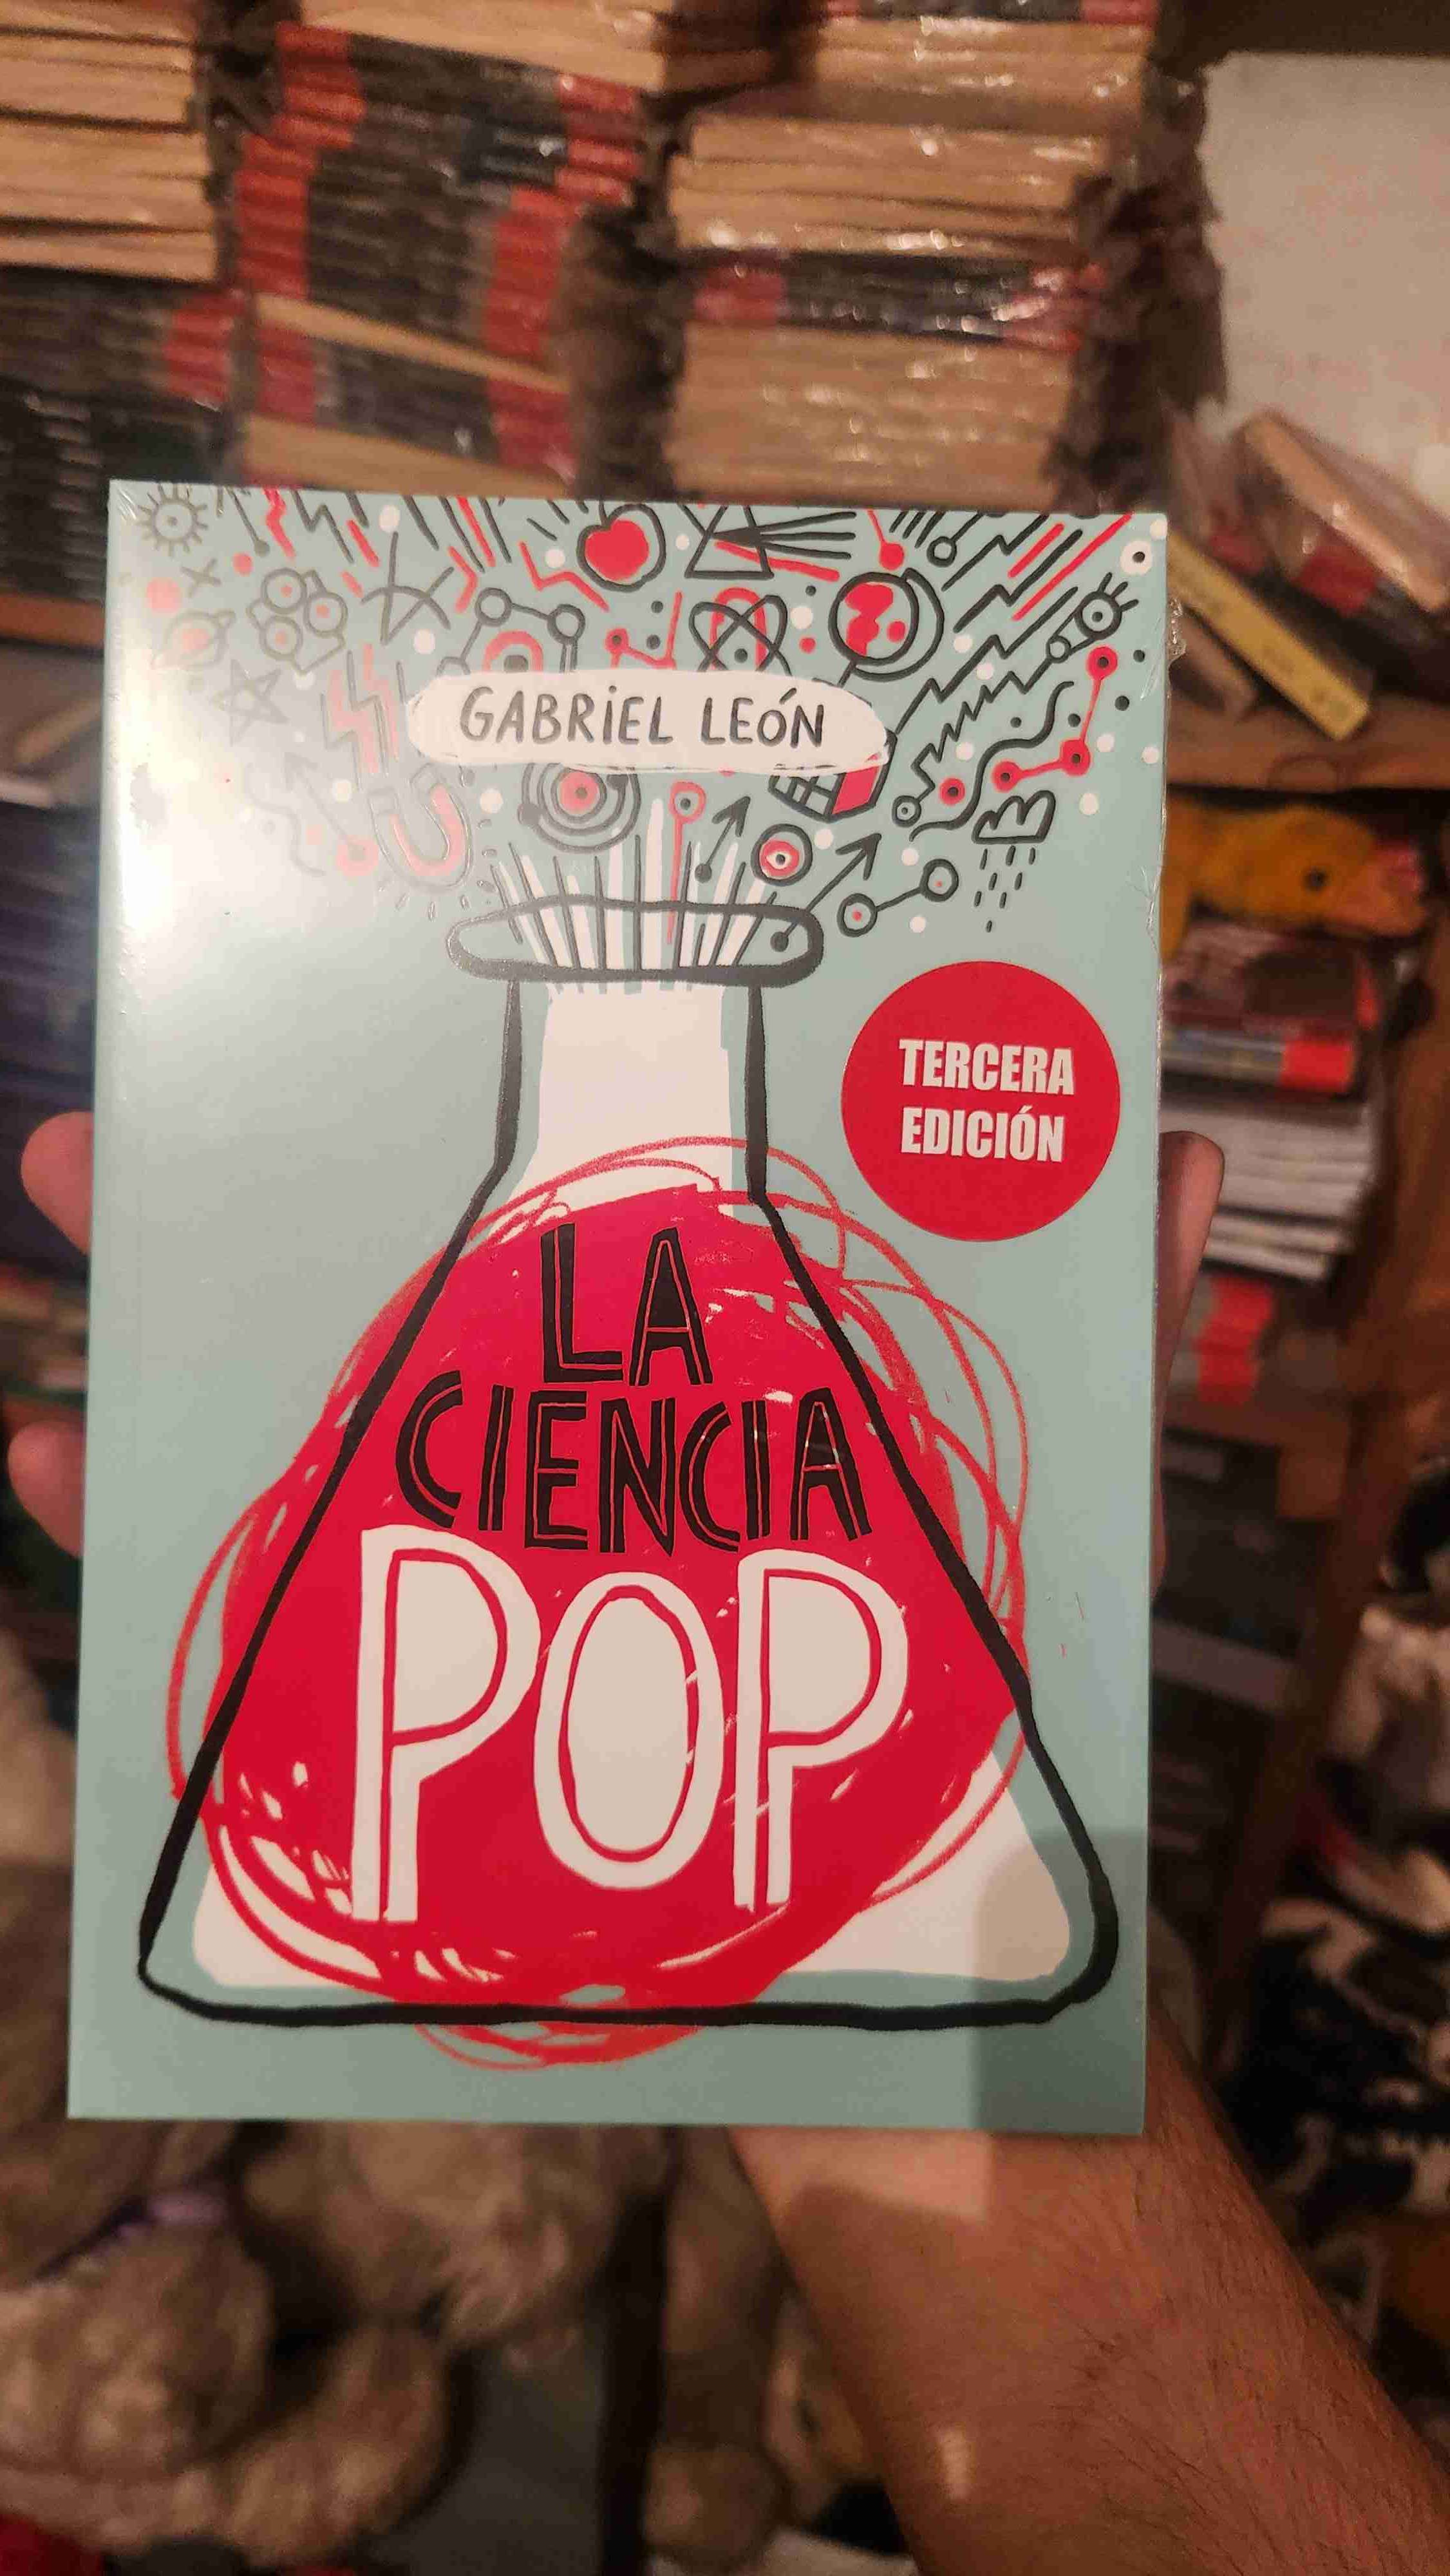 GABRIEL LEÓN
TERCERA
EDICIÓN
LA
CIENCIA
POP